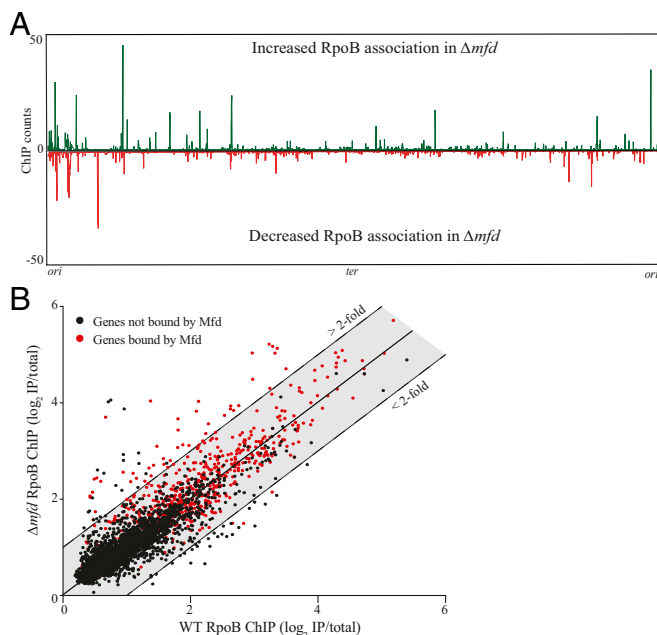 A
50
Increased RpoB association in Δmfd
ChIP counts
0
Decreased RpoB association in Δmfd
-50
ori
ter
ori
B
6
Genes not bound by Mfd
Genes bound by Mfd
> 2-fold
< 2-fold
4
Δmfd RpoB ChIP (log2 IP/total)
2
0
0
2
4
6
WT RpoB ChIP (log2 IP/total)